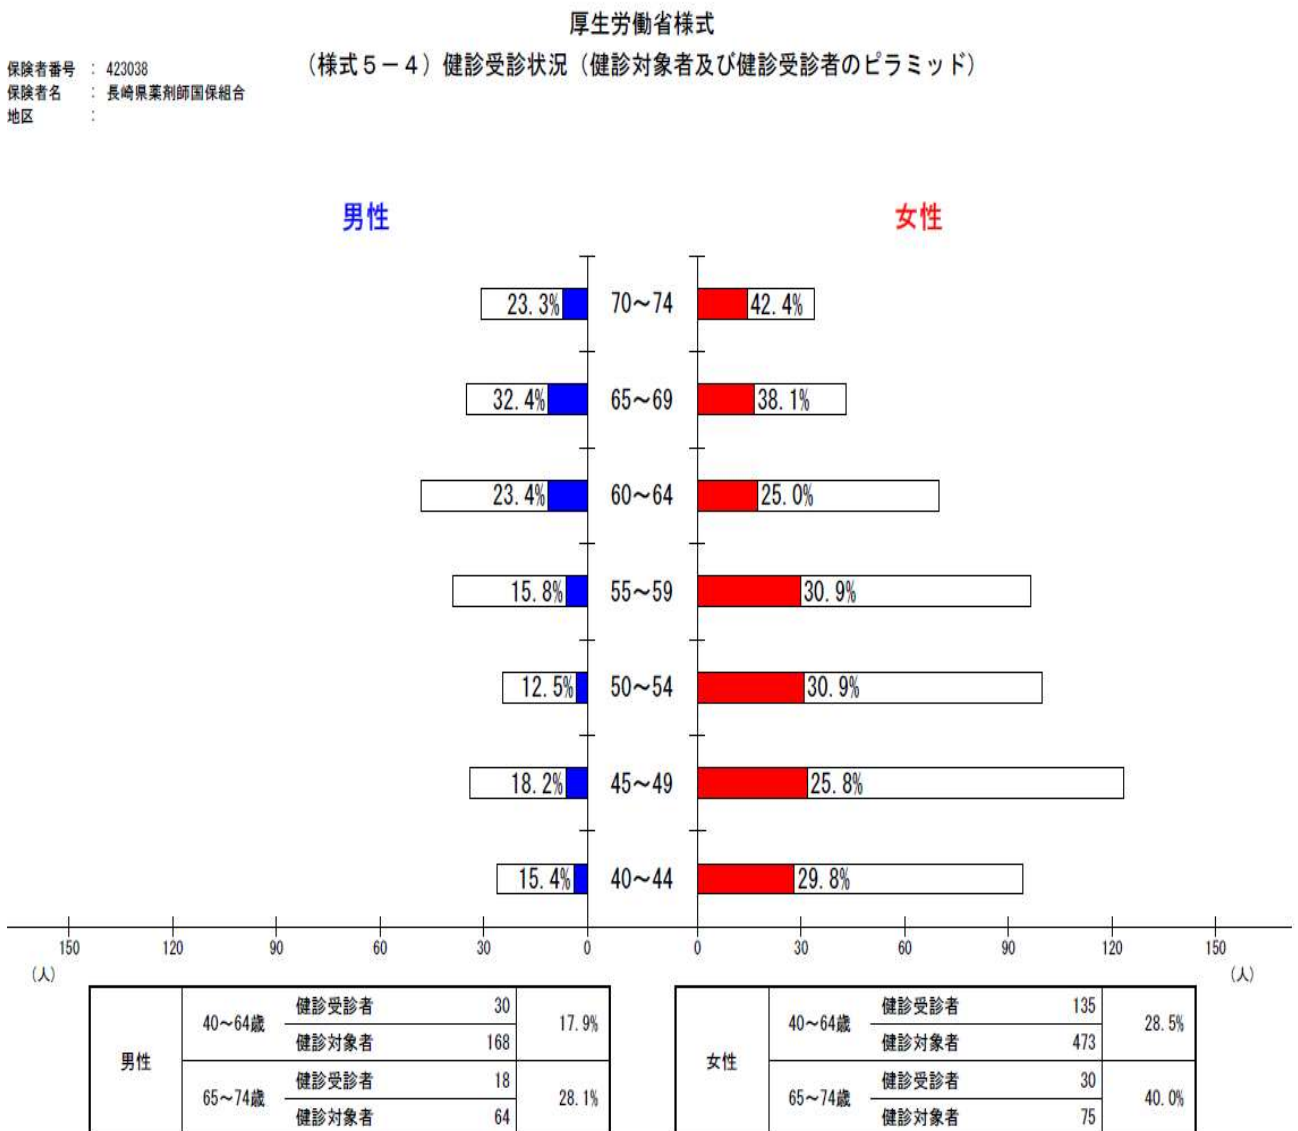 厚生労働省様式
（様式５－４）健診受診状況（健診対象者及び健診受診者のピラミッド）
保険者番号 ： 423038
保険者名 ： 長崎県薬剤師国保組合
地区 ：
男性 女性
23.3% 70～74 42.4%
32.4% 65～69 38.1%
23.4% 60～64 25.0%
15.8% 55～59 30.9%
12.5% 50～54 30.9%
18.2% 45～49 25.8%
15.4% 40～44 29.8%
150 120 90 60 30 0 0 30 60 90 120 150
（人） （人）
男性
40～64歳 健診受診者 30 17.9%
健診対象者 168
65～74歳 健診受診者 18 28.1%
健診対象者 64
女性
40～64歳 健診受診者 135 28.5%
健診対象者 473
65～74歳 健診受診者 30 40.0%
健診対象者 75